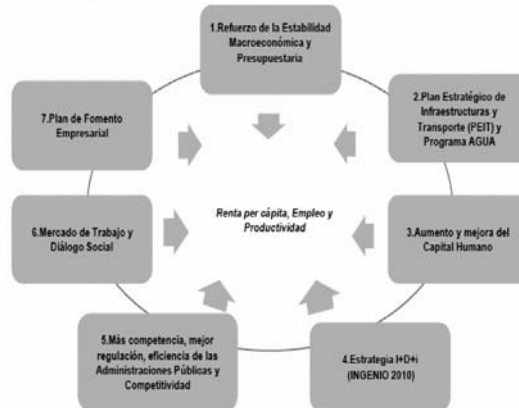 1.Refuerzo de la Estabilidad
Macroeconómica y
Presupuestaria
2.Plan Estratégico de
Infraestructuras y
Transporte (PEIT) y
Programa AGUA
3.Aumento y mejora del
Capital Humano
4.Estrategia I+D+i
(INGENIO 2010)
5.Más competencia, mejor
regulación, eficiencia de las
Administraciones Públicas y
Competitividad
6.Mercado de Trabajo y
Diálogo Social
7.Plan de Fomento
Empresarial
Renta per cápita, Empleo y
Productividad